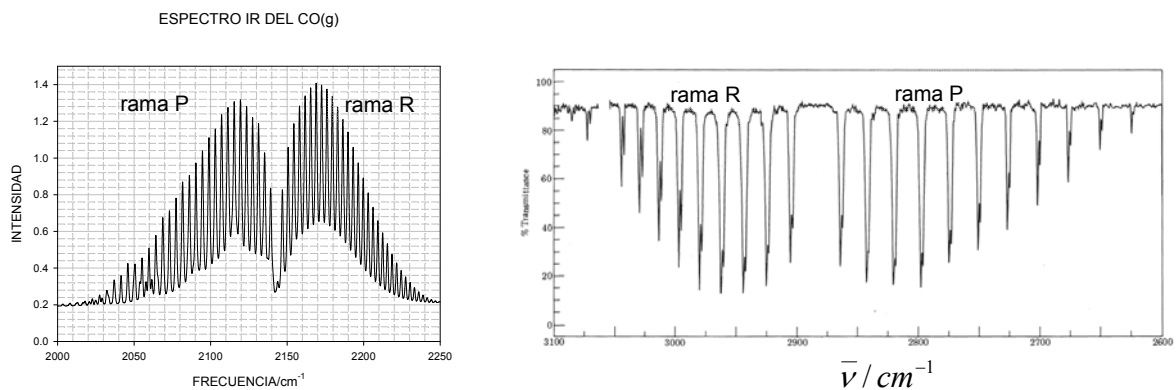 ESPECTRO IR DEL CO(g)
rama P
rama R
INTENSIDAD
1.4
1.2
1.0
0.8
0.6
0.4
0.2
0.0
2000 2050 2100 2150 2200 2250
FRECUENCIA/cm⁻¹
rama R
rama P
% Transmittance
100
80
60
40
20
0
3100 3000 2900 2800 2700 2600
ν̅ / cm⁻¹